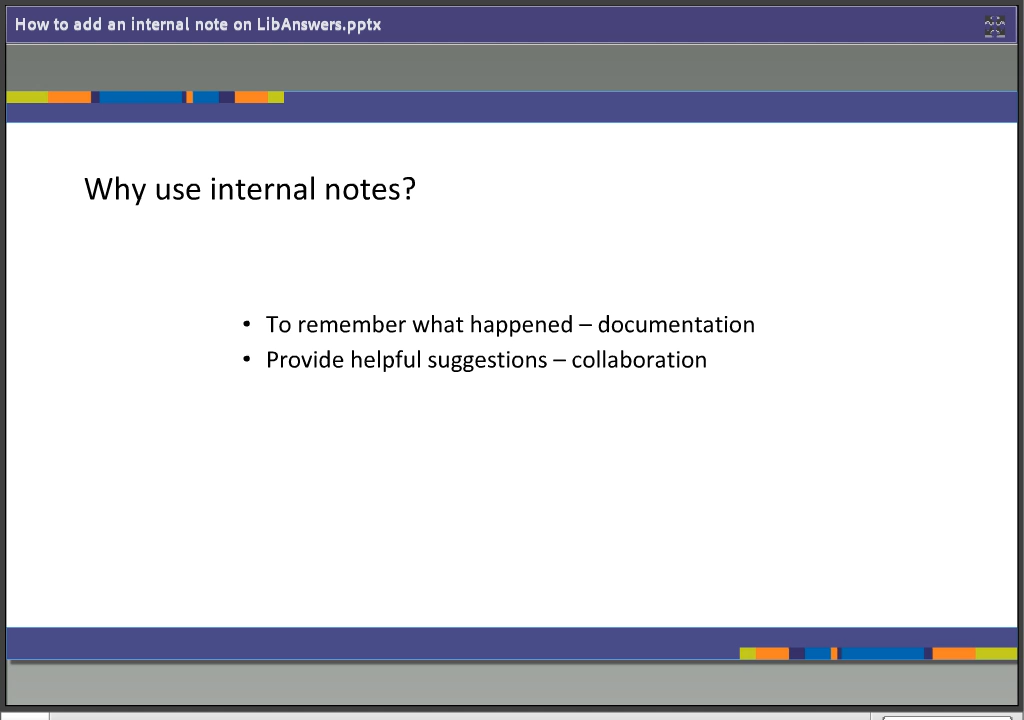 How to add an internal note on LibAnswers.pptx
Why use internal notes?
• To remember what happened – documentation
• Provide helpful suggestions – collaboration